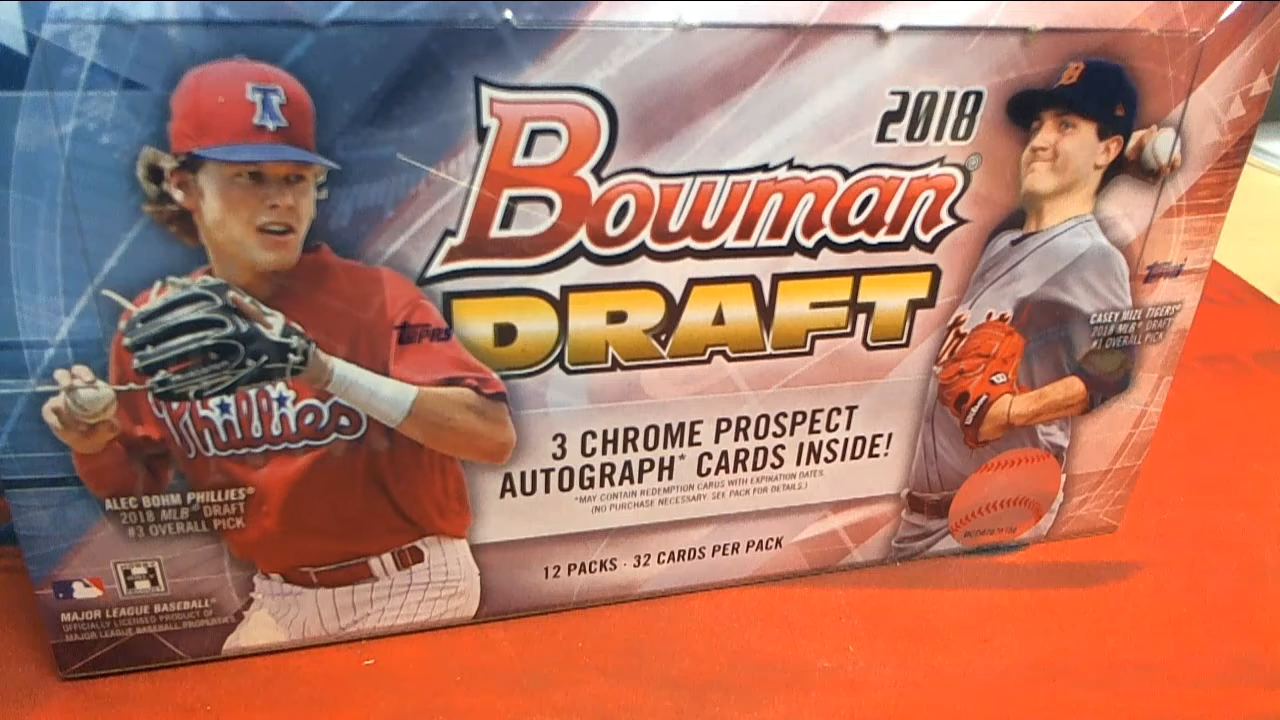 2018
Bowman®
DRAFT
TOPPS
3 CHROME PROSPECT
AUTOGRAPH* CARDS INSIDE!
*MAY CONTAIN REDEMPTION CARDS WITH EXPIRATION DATES.
(NO PURCHASE NECESSARY. SEE PACK FOR DETAILS.)
12 PACKS · 32 CARDS PER PACK
T
Phillies
ALEC BOHM PHILLIES®
2018 MLB® DRAFT
#3 OVERALL PICK
MAJOR LEAGUE BASEBALL®
OFFICIALLY LICENSED PRODUCT OF
MAJOR LEAGUE BASEBALL PROPERTIES
TOPPS
CASEY MIZE TIGERS®
2018 MLB® DRAFT
#1 OVERALL PICK